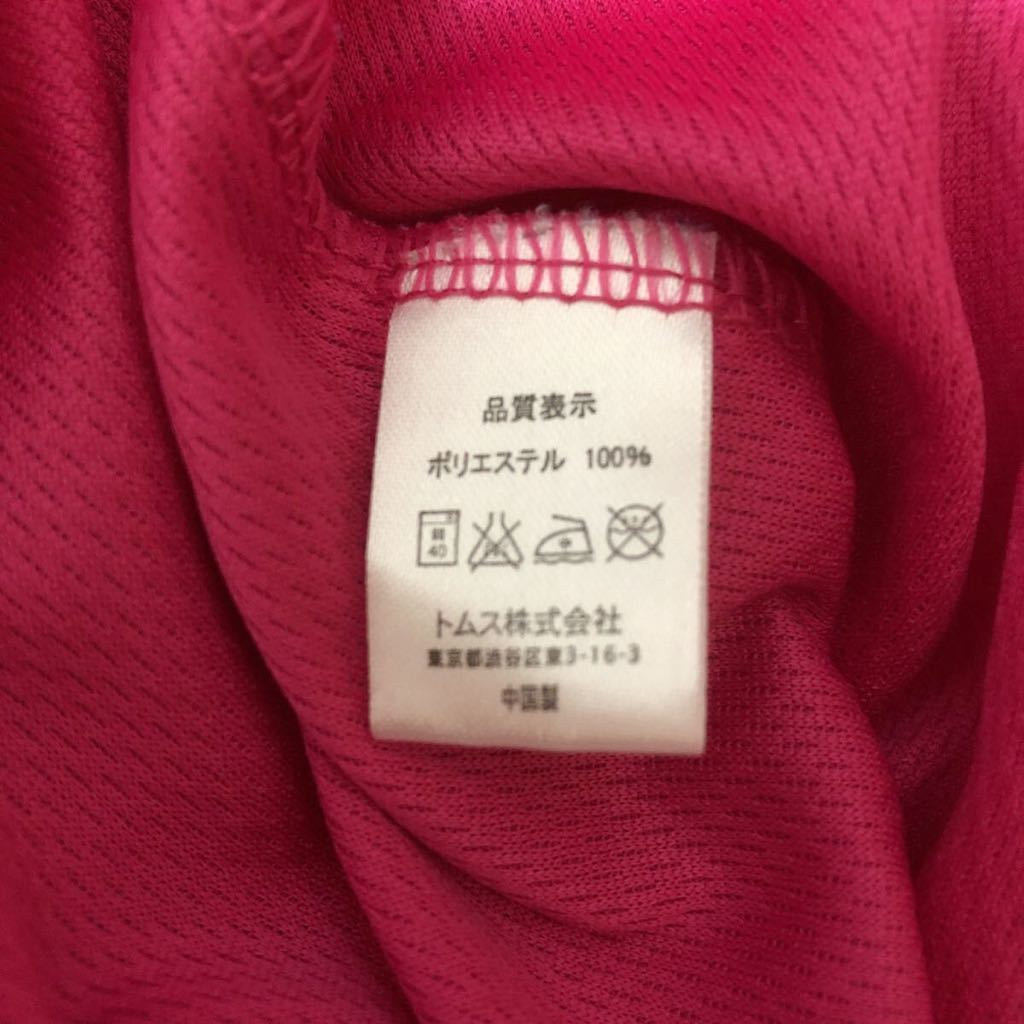 品質表示
ポリエステル 100%
40
トムス株式会社
東京都渋谷区東3-16-3
中国製